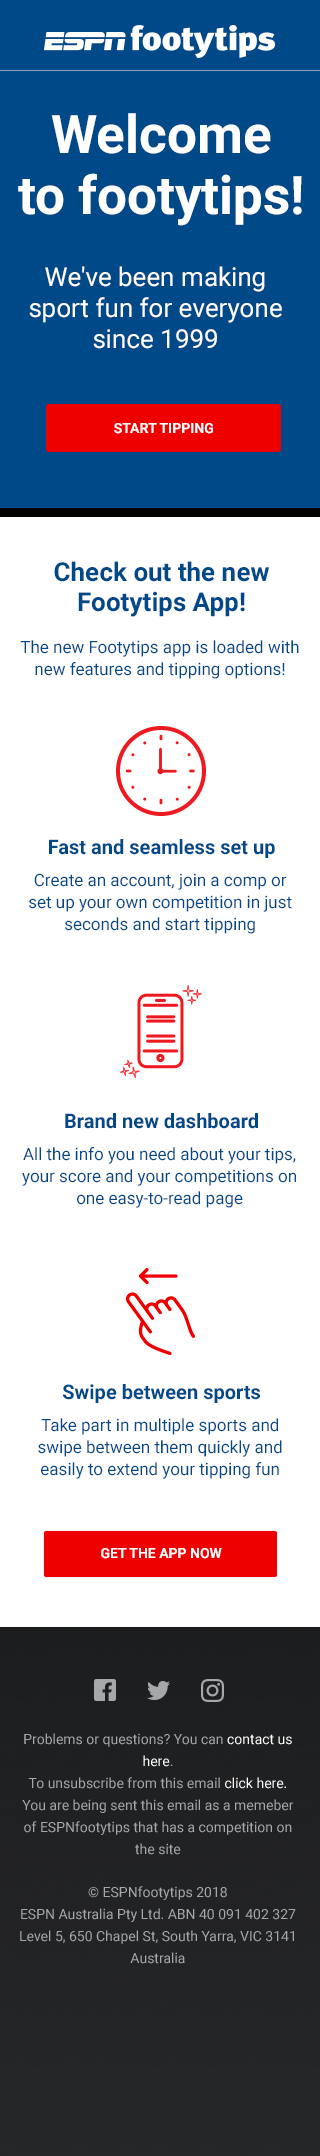 ESPN footytips
Welcome
to footytips!
We've been making
sport fun for everyone
since 1999
START TIPPING
Check out the new
Footytips App!
The new Footytips app is loaded with
new features and tipping options!
Fast and seamless set up
Create an account, join a comp or
set up your own competition in just
seconds and start tipping
Brand new dashboard
All the info you need about your tips,
your score and your competitions on
one easy-to-read page
Swipe between sports
Take part in multiple sports and
swipe between them quickly and
easily to extend your tipping fun
GET THE APP NOW
Problems or questions? You can contact us
here.
To unsubscribe from this email click here.
You are being sent this email as a memeber
of ESPNfootytips that has a competition on
the site
© ESPNfootytips 2018
ESPN Australia Pty Ltd. ABN 40 091 402 327
Level 5, 650 Chapel St, South Yarra, VIC 3141
Australia